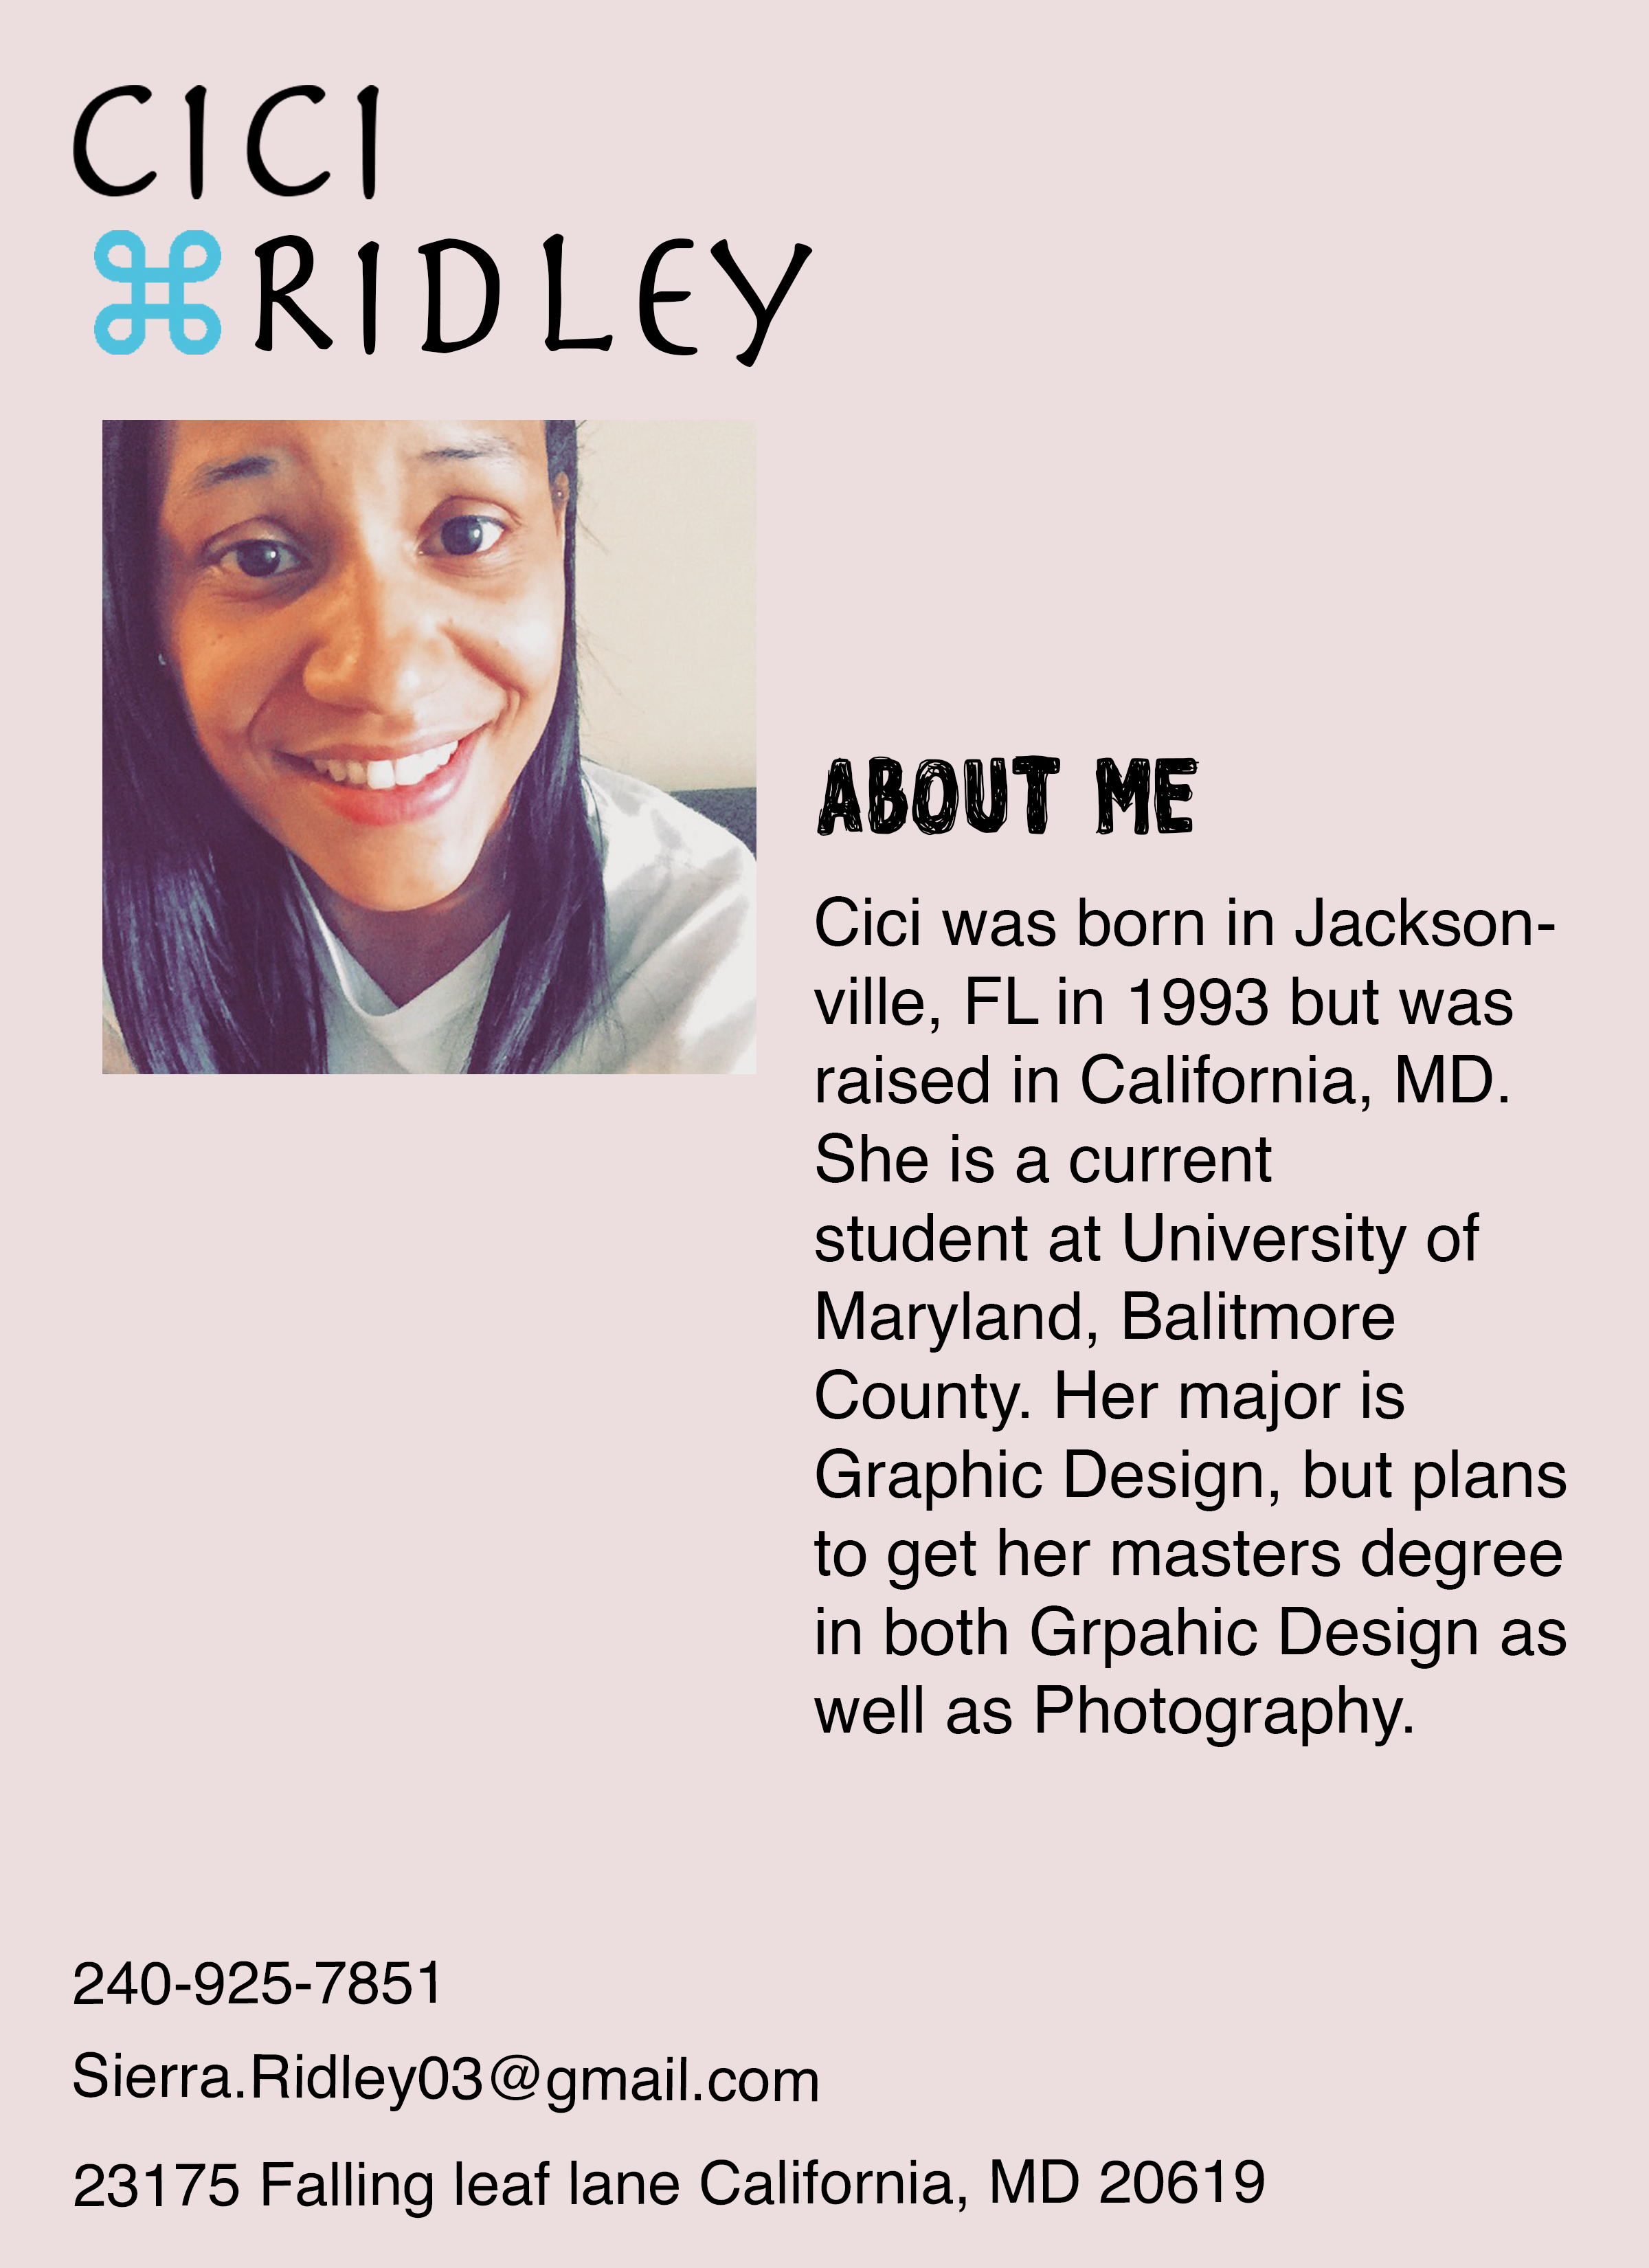 CICI
⌘RIDLEY
ABOUT ME
Cici was born in Jackson-
ville, FL in 1993 but was
raised in California, MD.
She is a current
student at University of
Maryland, Balitmore
County. Her major is
Graphic Design, but plans
to get her masters degree
in both Grpahic Design as
well as Photography.
240-925-7851
Sierra.Ridley03@gmail.com
23175 Falling leaf lane California, MD 20619